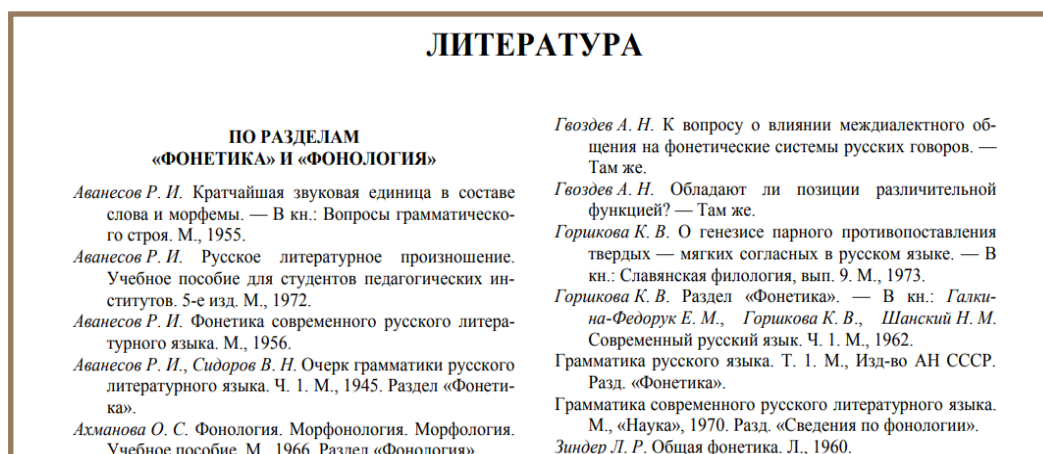 ЛИТЕРАТУРА
ПО РАЗДЕЛАМ
«ФОНЕТИКА» И «ФОНОЛОГИЯ»
Аванесов Р. И. Кратчайшая звуковая единица в составе
слова и морфемы. — В кн.: Вопросы грамматическо-
го строя. М., 1955.
Аванесов Р. И. Русское литературное произношение.
Учебное пособие для студентов педагогических ин-
ститутов. 5-е изд. М., 1972.
Аванесов Р. И. Фонетика современного русского литера-
турного языка. М., 1956.
Аванесов Р. И., Сидоров В. Н. Очерк грамматики русского
литературного языка. Ч. 1. М., 1945. Раздел «Фонети-
ка».
Ахманова О. С. Фонология. Морфонология. Морфология.
Учебное пособие. М., 1966. Раздел «Фонология».
Гвоздев А. Н. К вопросу о влиянии междиалектного об-
щения на фонетические системы русских говоров. —
Там же.
Гвоздев А. Н. Обладают ли позиции различительной
функцией? — Там же.
Горшкова К. В. О генезисе парного противопоставления
твердых — мягких согласных в русском языке. — В
кн.: Славянская филология, вып. 9. М., 1973.
Горшкова К. В. Раздел «Фонетика». — В кн.: Галки-
на-Федорук Е. М., Горшкова К. В., Шанский Н. М.
Современный русский язык. Ч. 1. М., 1962.
Грамматика русского языка. Т. 1. М., Изд-во АН СССР.
Разд. «Фонетика».
Грамматика современного русского литературного языка.
М., «Наука», 1970. Разд. «Сведения по фонологии».
Зиндер Л. Р. Общая фонетика. Л., 1960.